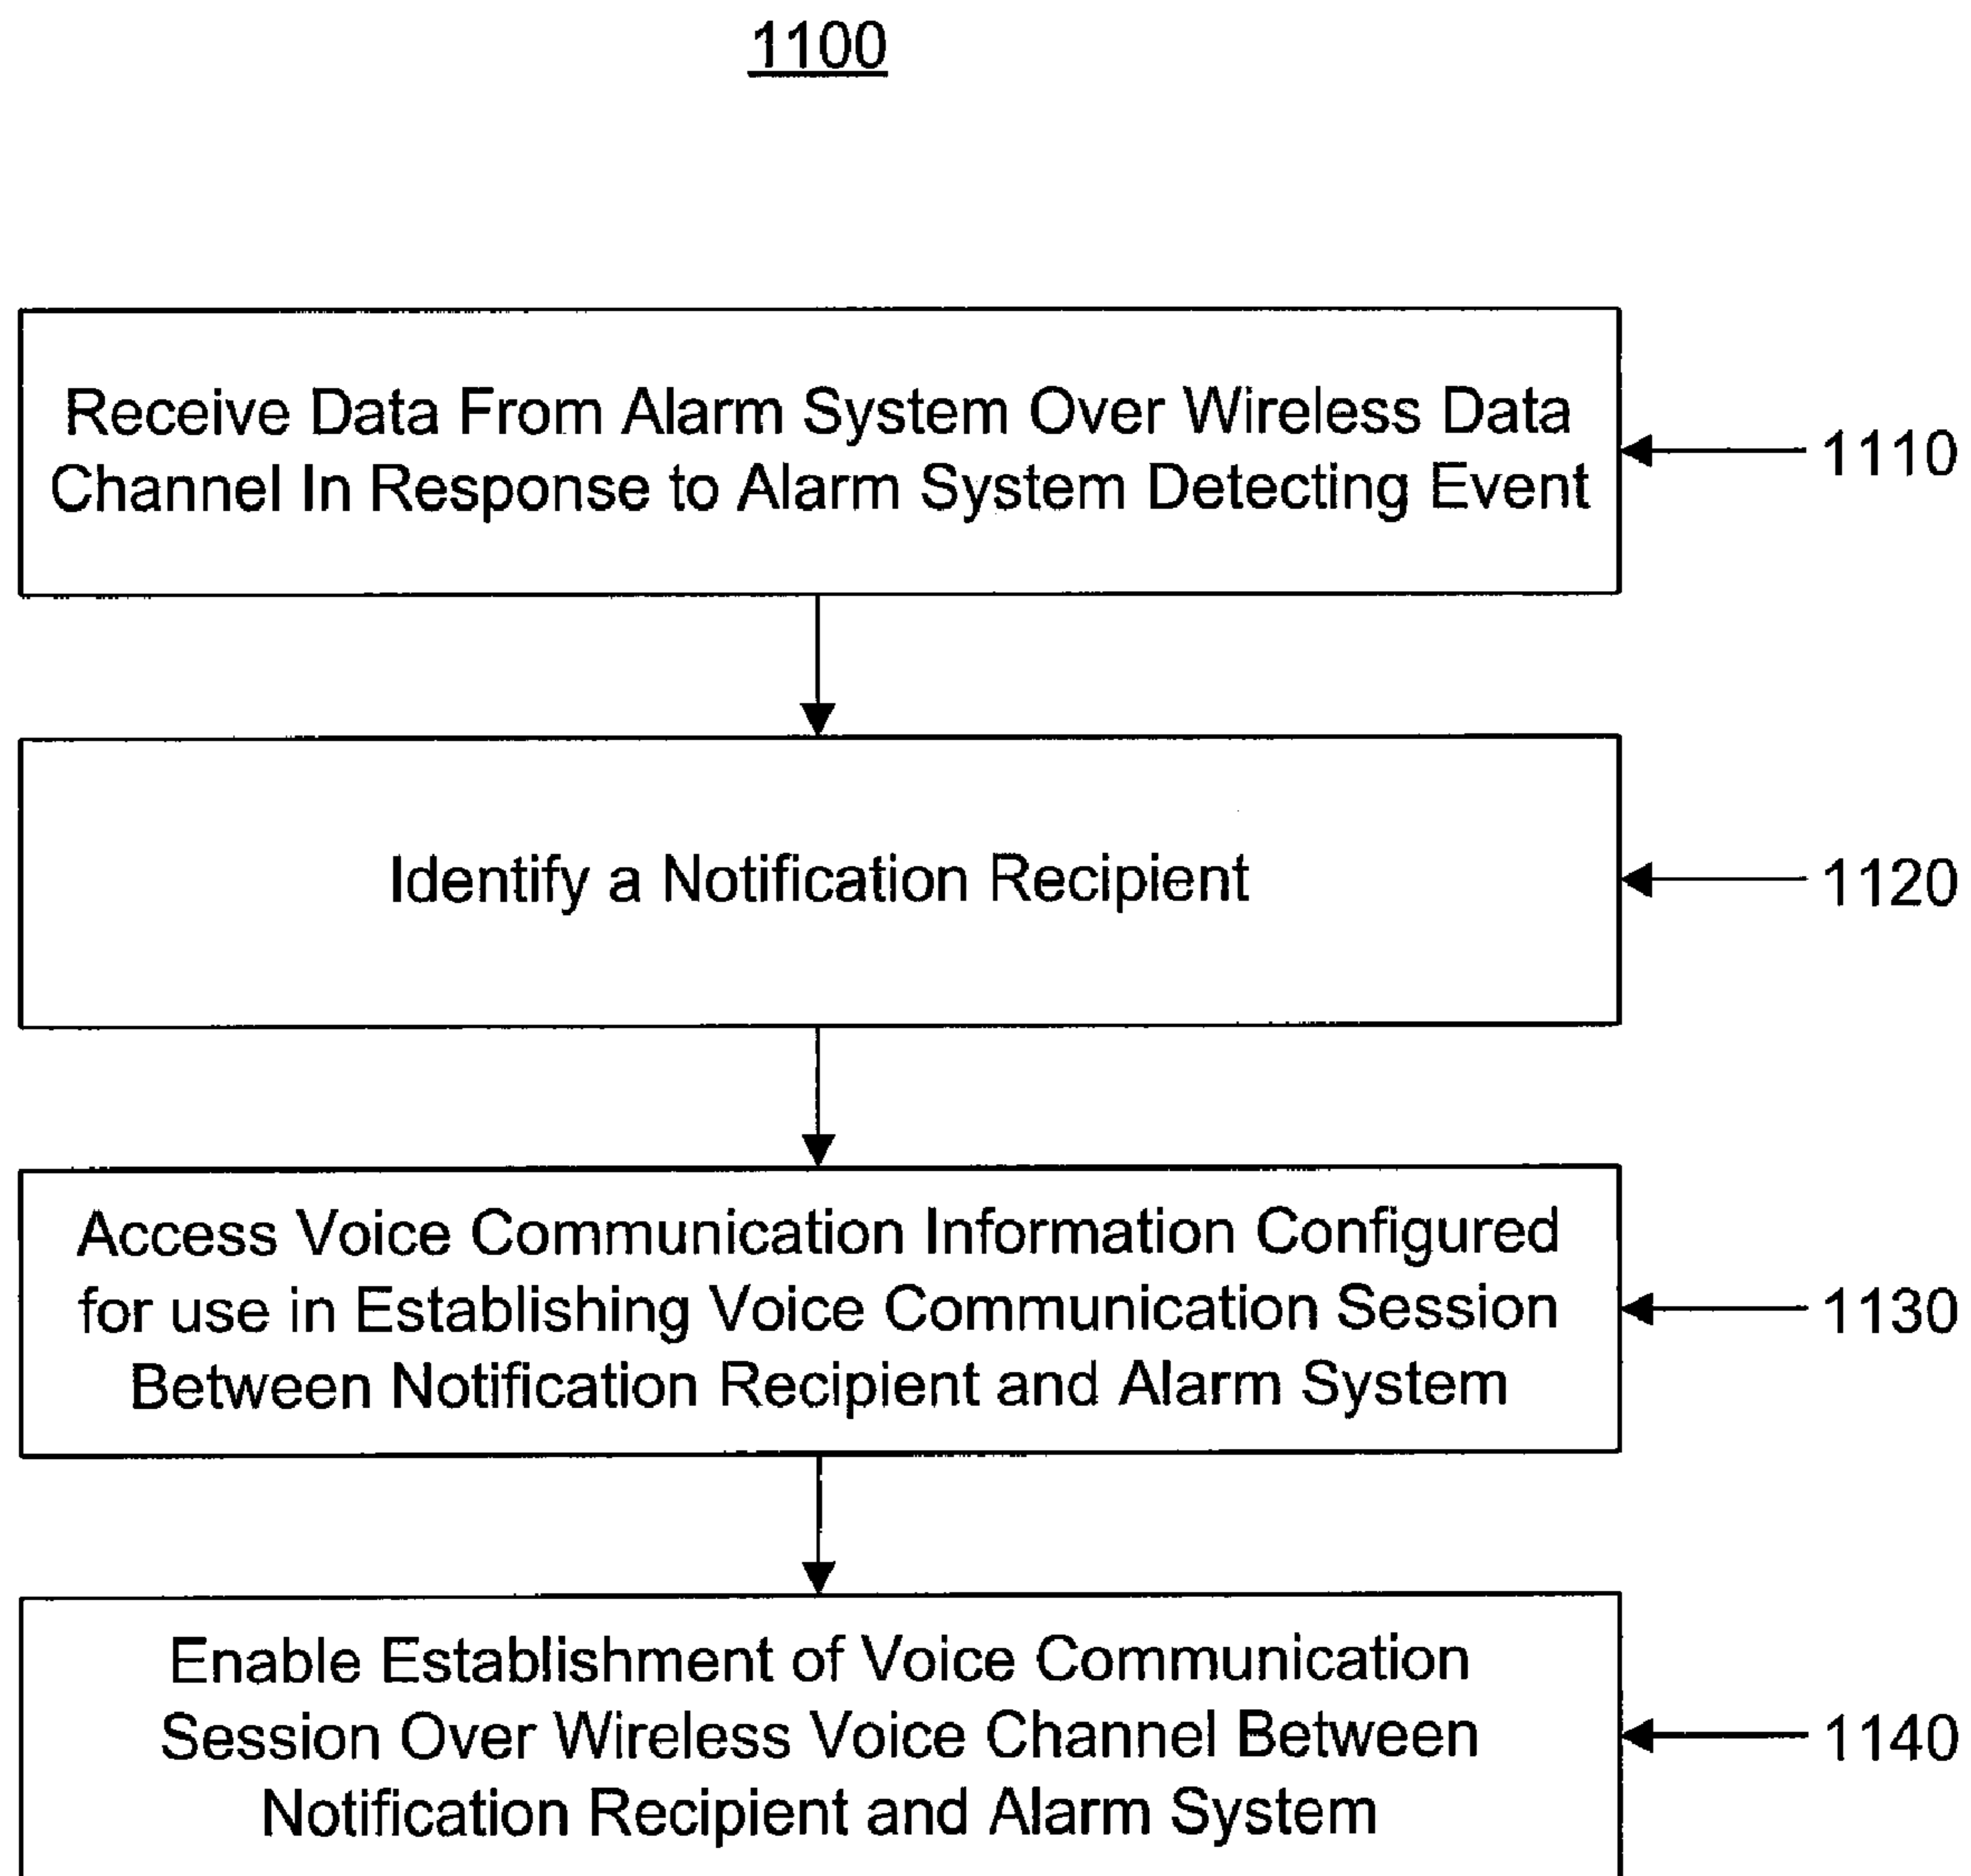 1100
Receive Data From Alarm System Over Wireless Data
Channel In Response to Alarm System Detecting Event
1110
Identify a Notification Recipient
1120
Access Voice Communication Information Configured
for use in Establishing Voice Communication Session
Between Notification Recipient and Alarm System
1130
Enable Establishment of Voice Communication
Session Over Wireless Voice Channel Between
Notification Recipient and Alarm System
1140